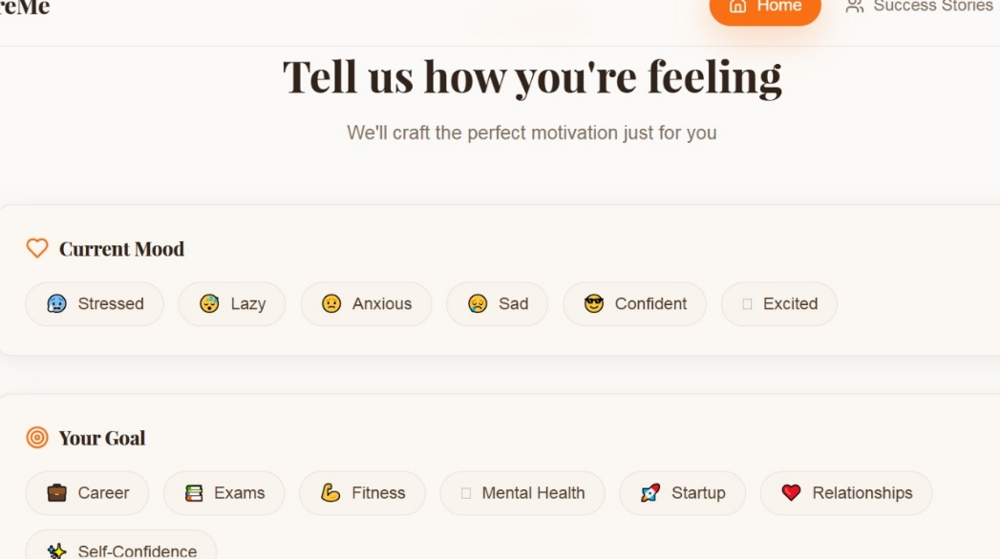 reMe
Home
Success Stories
Tell us how you're feeling
We'll craft the perfect motivation just for you
Current Mood
Stressed
Lazy
Anxious
Sad
Confident
Excited
Your Goal
Career
Exams
Fitness
Mental Health
Startup
Relationships
Self-Confidence